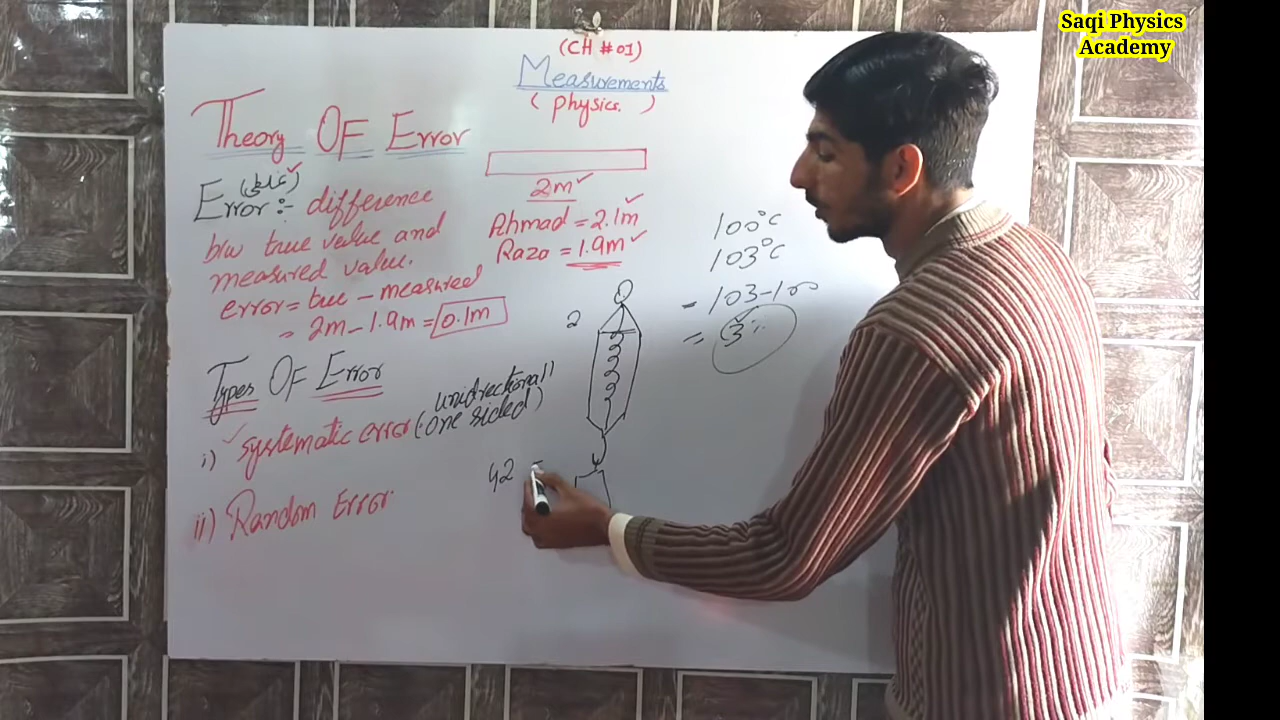 Saqi Physics
Academy
(CH # 01)
Measurements
( physics. )
Theory OF Error
(غلطی)
Error :- difference
b/w true value and
measured value.
error = true - measured
= 2m - 1.9m = 0.1m
2m
Ahmad = 2.1m
Raza = 1.9m
100°C
103°C
= 103-100
= 3
2
Types OF Error
unidirectional
i) systematic error (one sided)
42 -
ii) Random Error